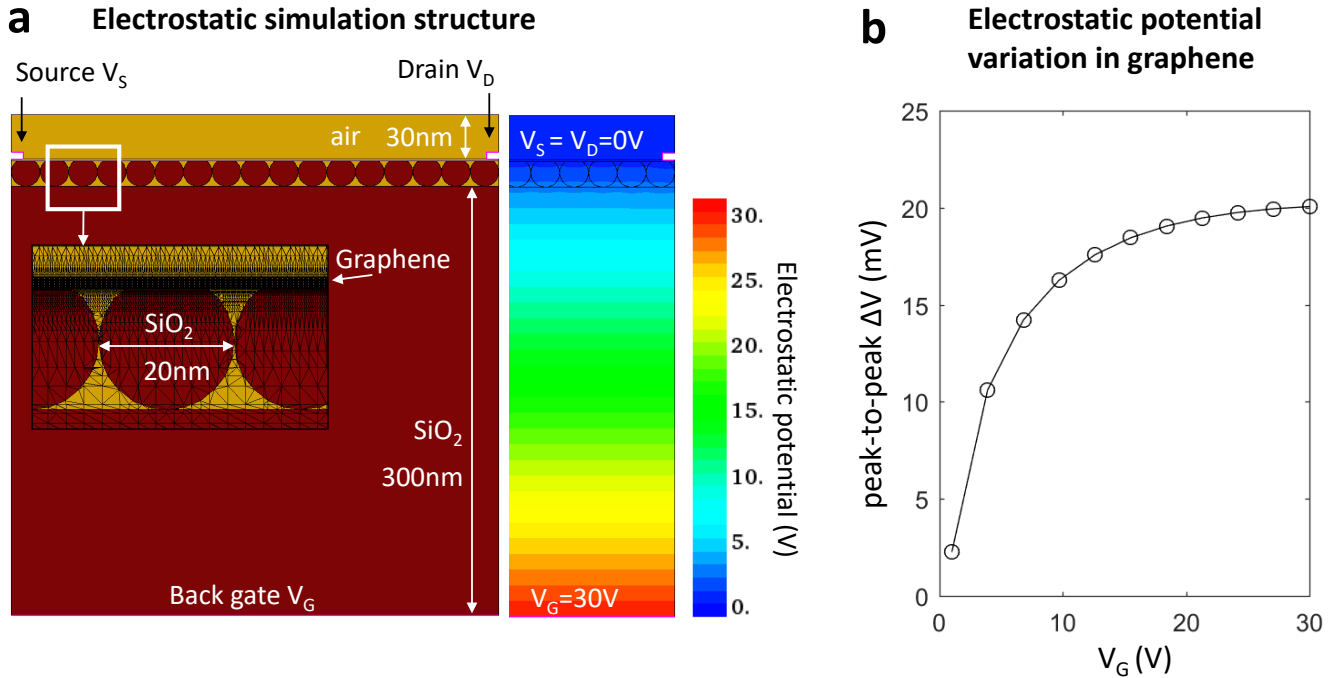 a Electrostatic simulation structure
Source V_S
Drain V_D
air 30nm
V_S = V_D=0V
Graphene
SiO₂
20nm
SiO₂
300nm
Back gate V_G
V_G=30V
30.
25.
20.
15.
10.
5.
0.
Electrostatic potential (V)
b Electrostatic potential
variation in graphene
25
20
15
10
5
0
0 10 20 30
peak-to-peak ΔV (mV)
V_G (V)